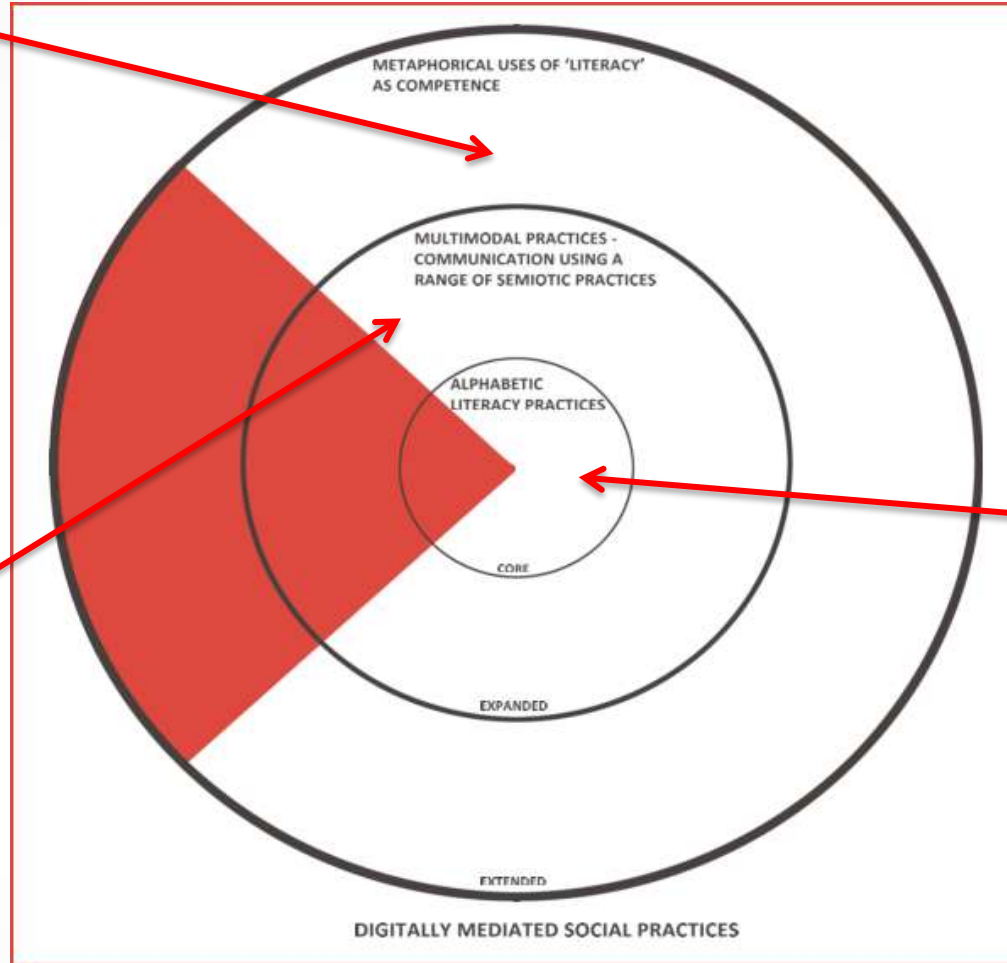 METAPHORICAL USES OF ‘LITERACY’
AS COMPETENCE
MULTIMODAL PRACTICES -
COMMUNICATION USING A
RANGE OF SEMIOTIC PRACTICES
ALPHABETIC
LITERACY PRACTICES
CORE
EXPANDED
EXTENDED
DIGITALLY MEDIATED SOCIAL PRACTICES